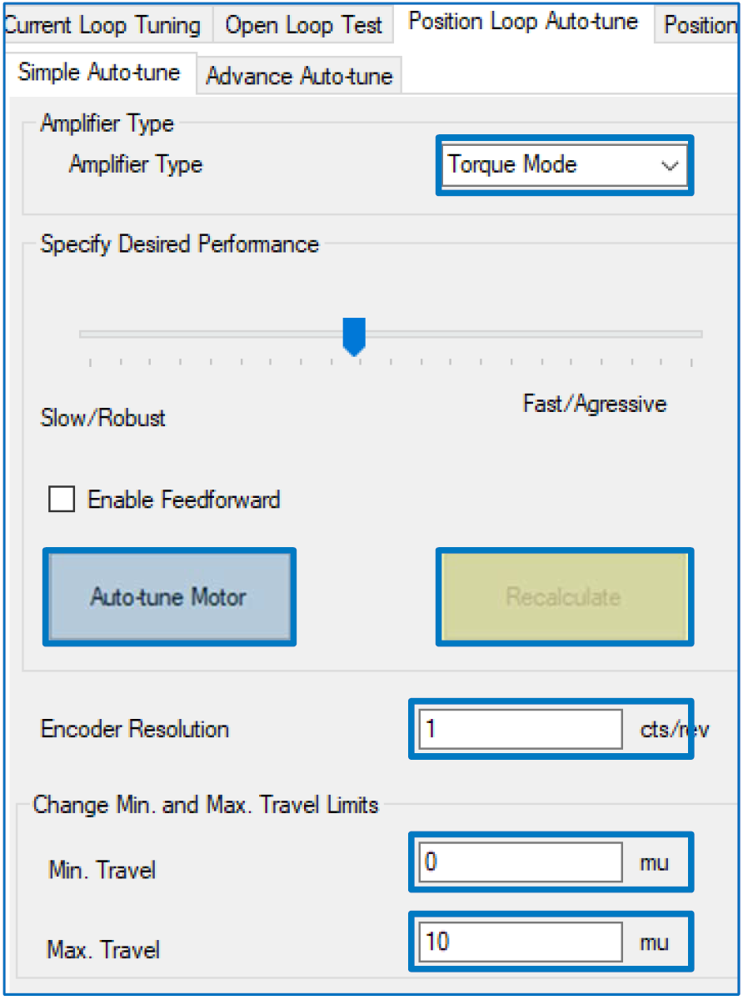 Current Loop Tuning Open Loop Test Position Loop Auto-tune Position
Simple Auto-tune Advance Auto-tune
Amplifier Type
Amplifier Type Torque Mode
Specify Desired Performance
Slow/Robust Fast/Agressive
Enable Feedforward
Auto-tune Motor Recalculate
Encoder Resolution 1 cts/rev
Change Min. and Max. Travel Limits
Min. Travel 0 mu
Max. Travel 10 mu